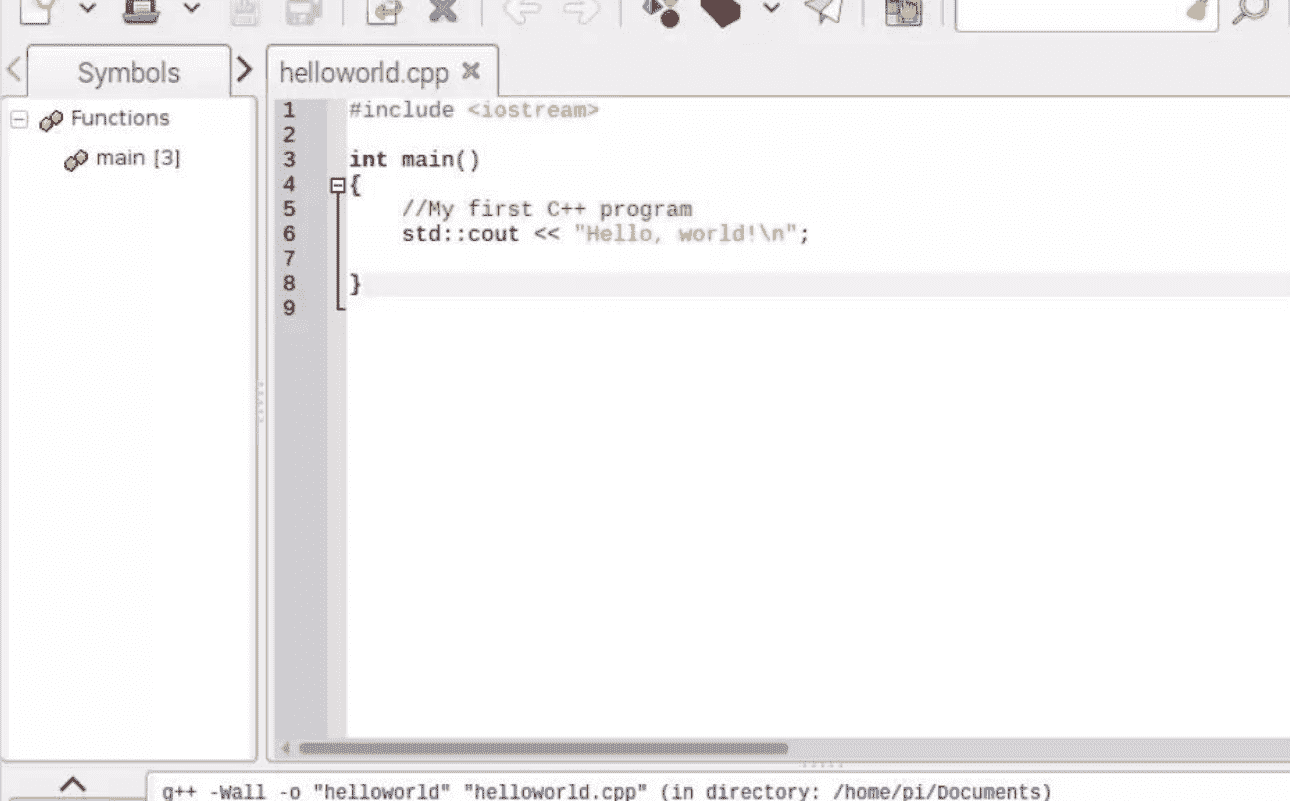 Symbols
helloworld.cpp
Functions
main [3]
1 #include <iostream>
2
3 int main()
4 {
5 //My first C++ program
6 std::cout << "Hello, world!\n";
7
8 }
9
g++ -Wall -o "helloworld" "helloworld.cpp" (in directory: /home/pi/Documents)